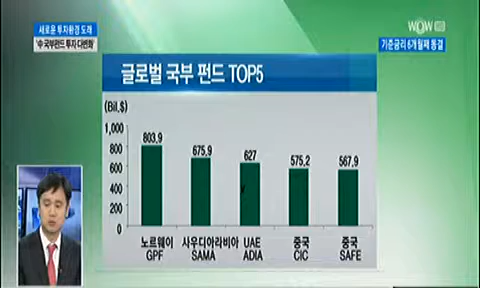 새로운 투자환경 도래
'中 국부펀드 투자 다변화'
WOW HD
기준금리 6개월째 동결
글로벌 국부 펀드 TOP5
(Bil.$)
1,000
800
600
400
200
0
803.9
675.9
627
575.2
567.9
노르웨이
GPF
사우디아라비아
SAMA
UAE
ADIA
중국
CIC
중국
SAFE